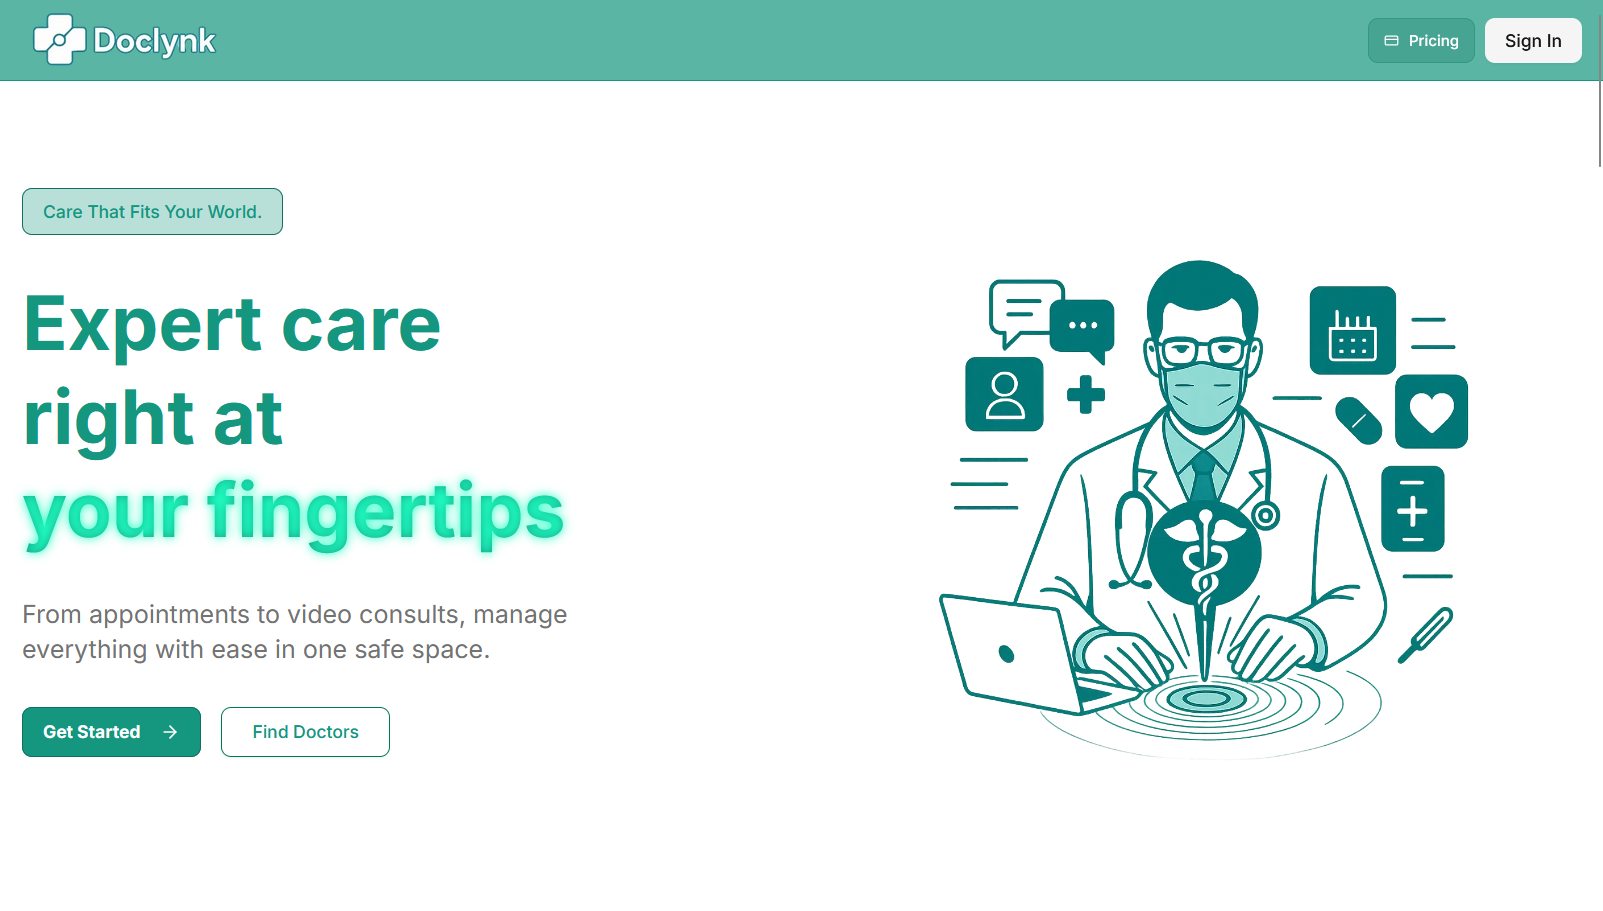 Doclynk
Pricing
Sign In
Care That Fits Your World.
Expert care
right at
your fingertips
From appointments to video consults, manage
everything with ease in one safe space.
Get Started
Find Doctors